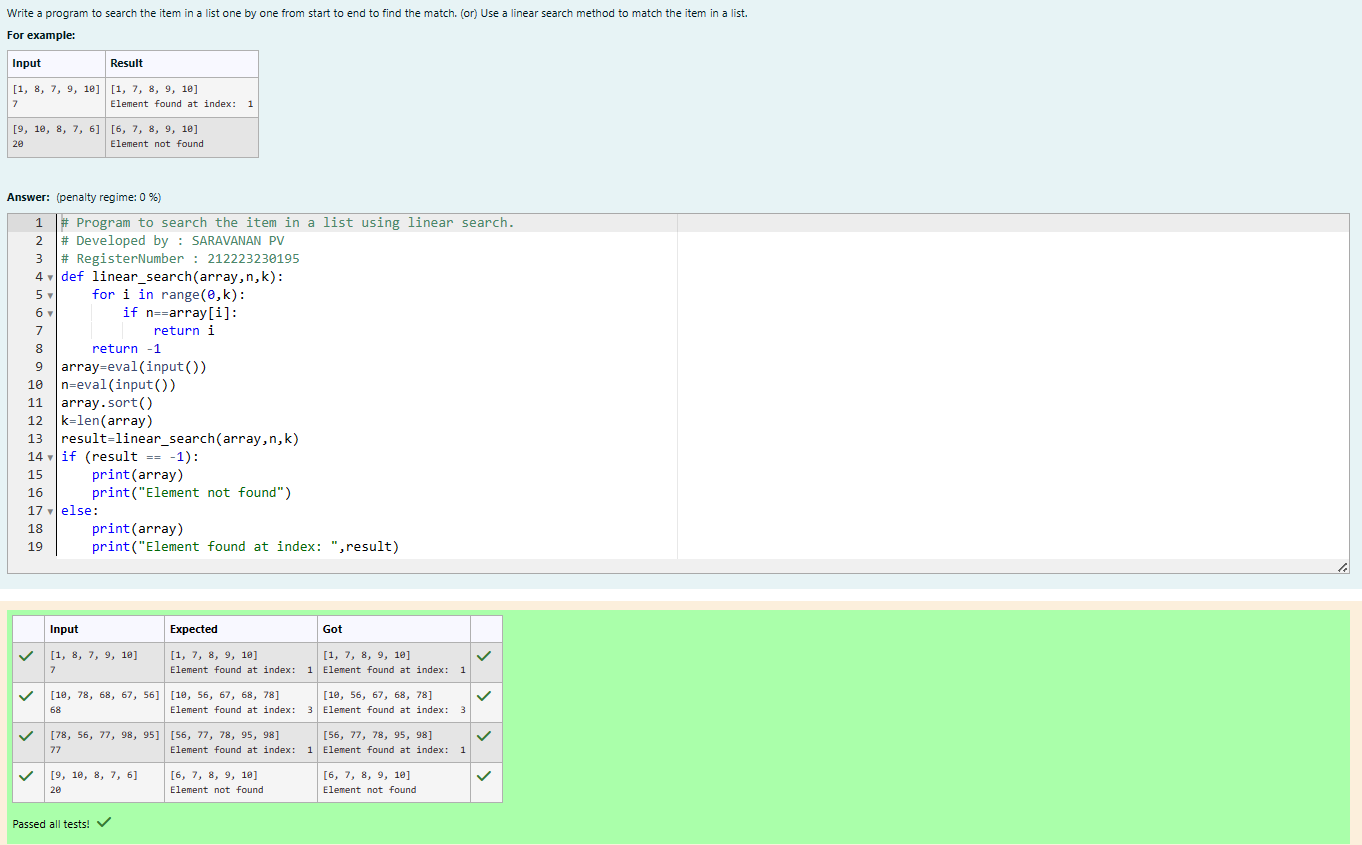 Write a program to search the item in a list one by one from start to end to find the match. (or) Use a linear search method to match the item in a list.
For example:
Input Result
[1, 8, 7, 9, 10] [1, 7, 8, 9, 10]
7 Element found at index:  1
[9, 10, 8, 7, 6] [6, 7, 8, 9, 10]
20 Element not found
Answer: (penalty regime: 0 %)
1 # Program to search the item in a list using linear search.
2 # Developed by : SARAVANAN PV
3 # RegisterNumber : 212223230195
4 def linear_search(array,n,k):
5     for i in range(0,k):
6         if n==array[i]:
7             return i
8     return -1
9 array=eval(input())
10 n=eval(input())
11 array.sort()
12 k=len(array)
13 result=linear_search(array,n,k)
14 if (result == -1):
15     print(array)
16     print("Element not found")
17 else:
18     print(array)
19     print("Element found at index: ",result)
Input Expected Got
[1, 8, 7, 9, 10] [1, 7, 8, 9, 10] [1, 7, 8, 9, 10]
7 Element found at index:  1 Element found at index:  1
[10, 78, 68, 67, 56] [10, 56, 67, 68, 78] [10, 56, 67, 68, 78]
68 Element found at index:  3 Element found at index:  3
[78, 56, 77, 98, 95] [56, 77, 78, 95, 98] [56, 77, 78, 95, 98]
77 Element found at index:  1 Element found at index:  1
[9, 10, 8, 7, 6] [6, 7, 8, 9, 10] [6, 7, 8, 9, 10]
20 Element not found Element not found
Passed all tests!